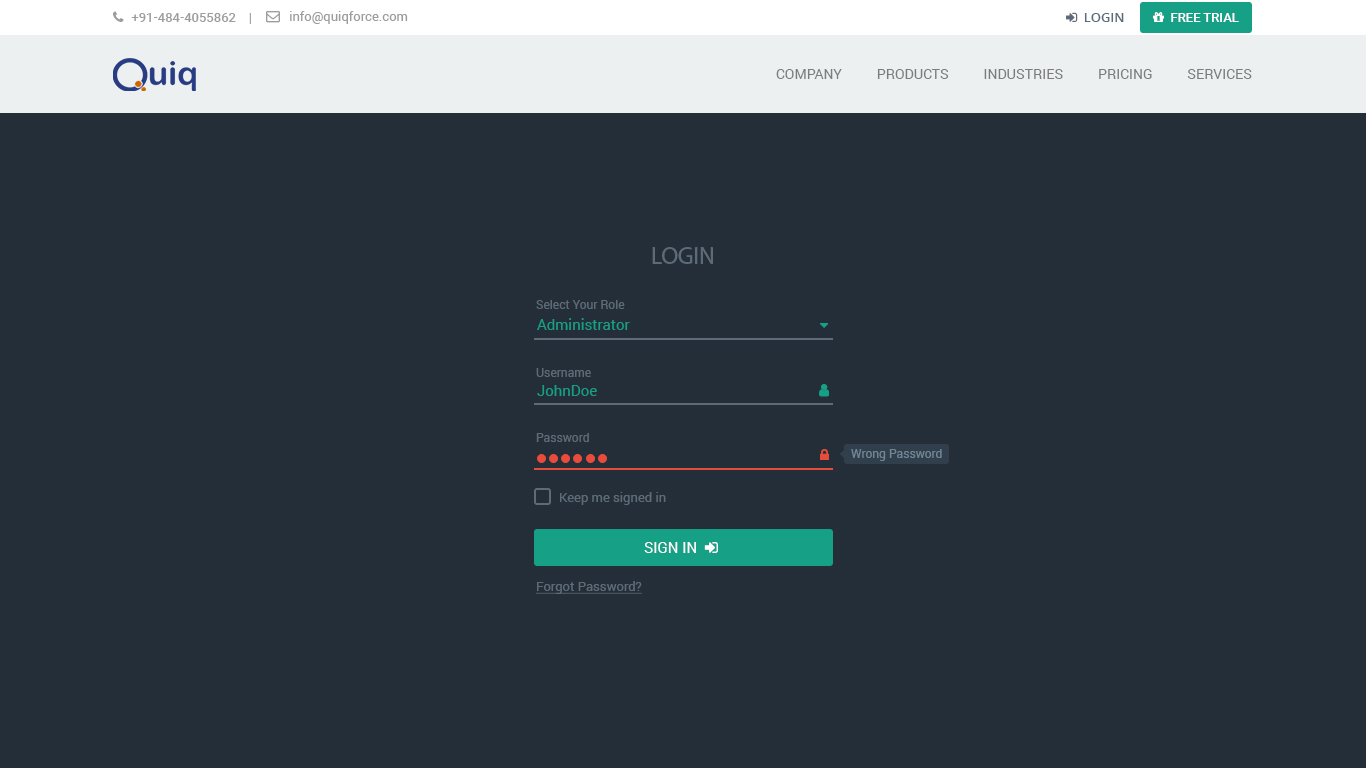 +91-484-4055862 | info@quiqforce.com LOGIN FREE TRIAL
Quiq COMPANY PRODUCTS INDUSTRIES PRICING SERVICES
LOGIN
Select Your Role
Administrator
Username
JohnDoe
Password
Wrong Password
Keep me signed in
SIGN IN
Forgot Password?